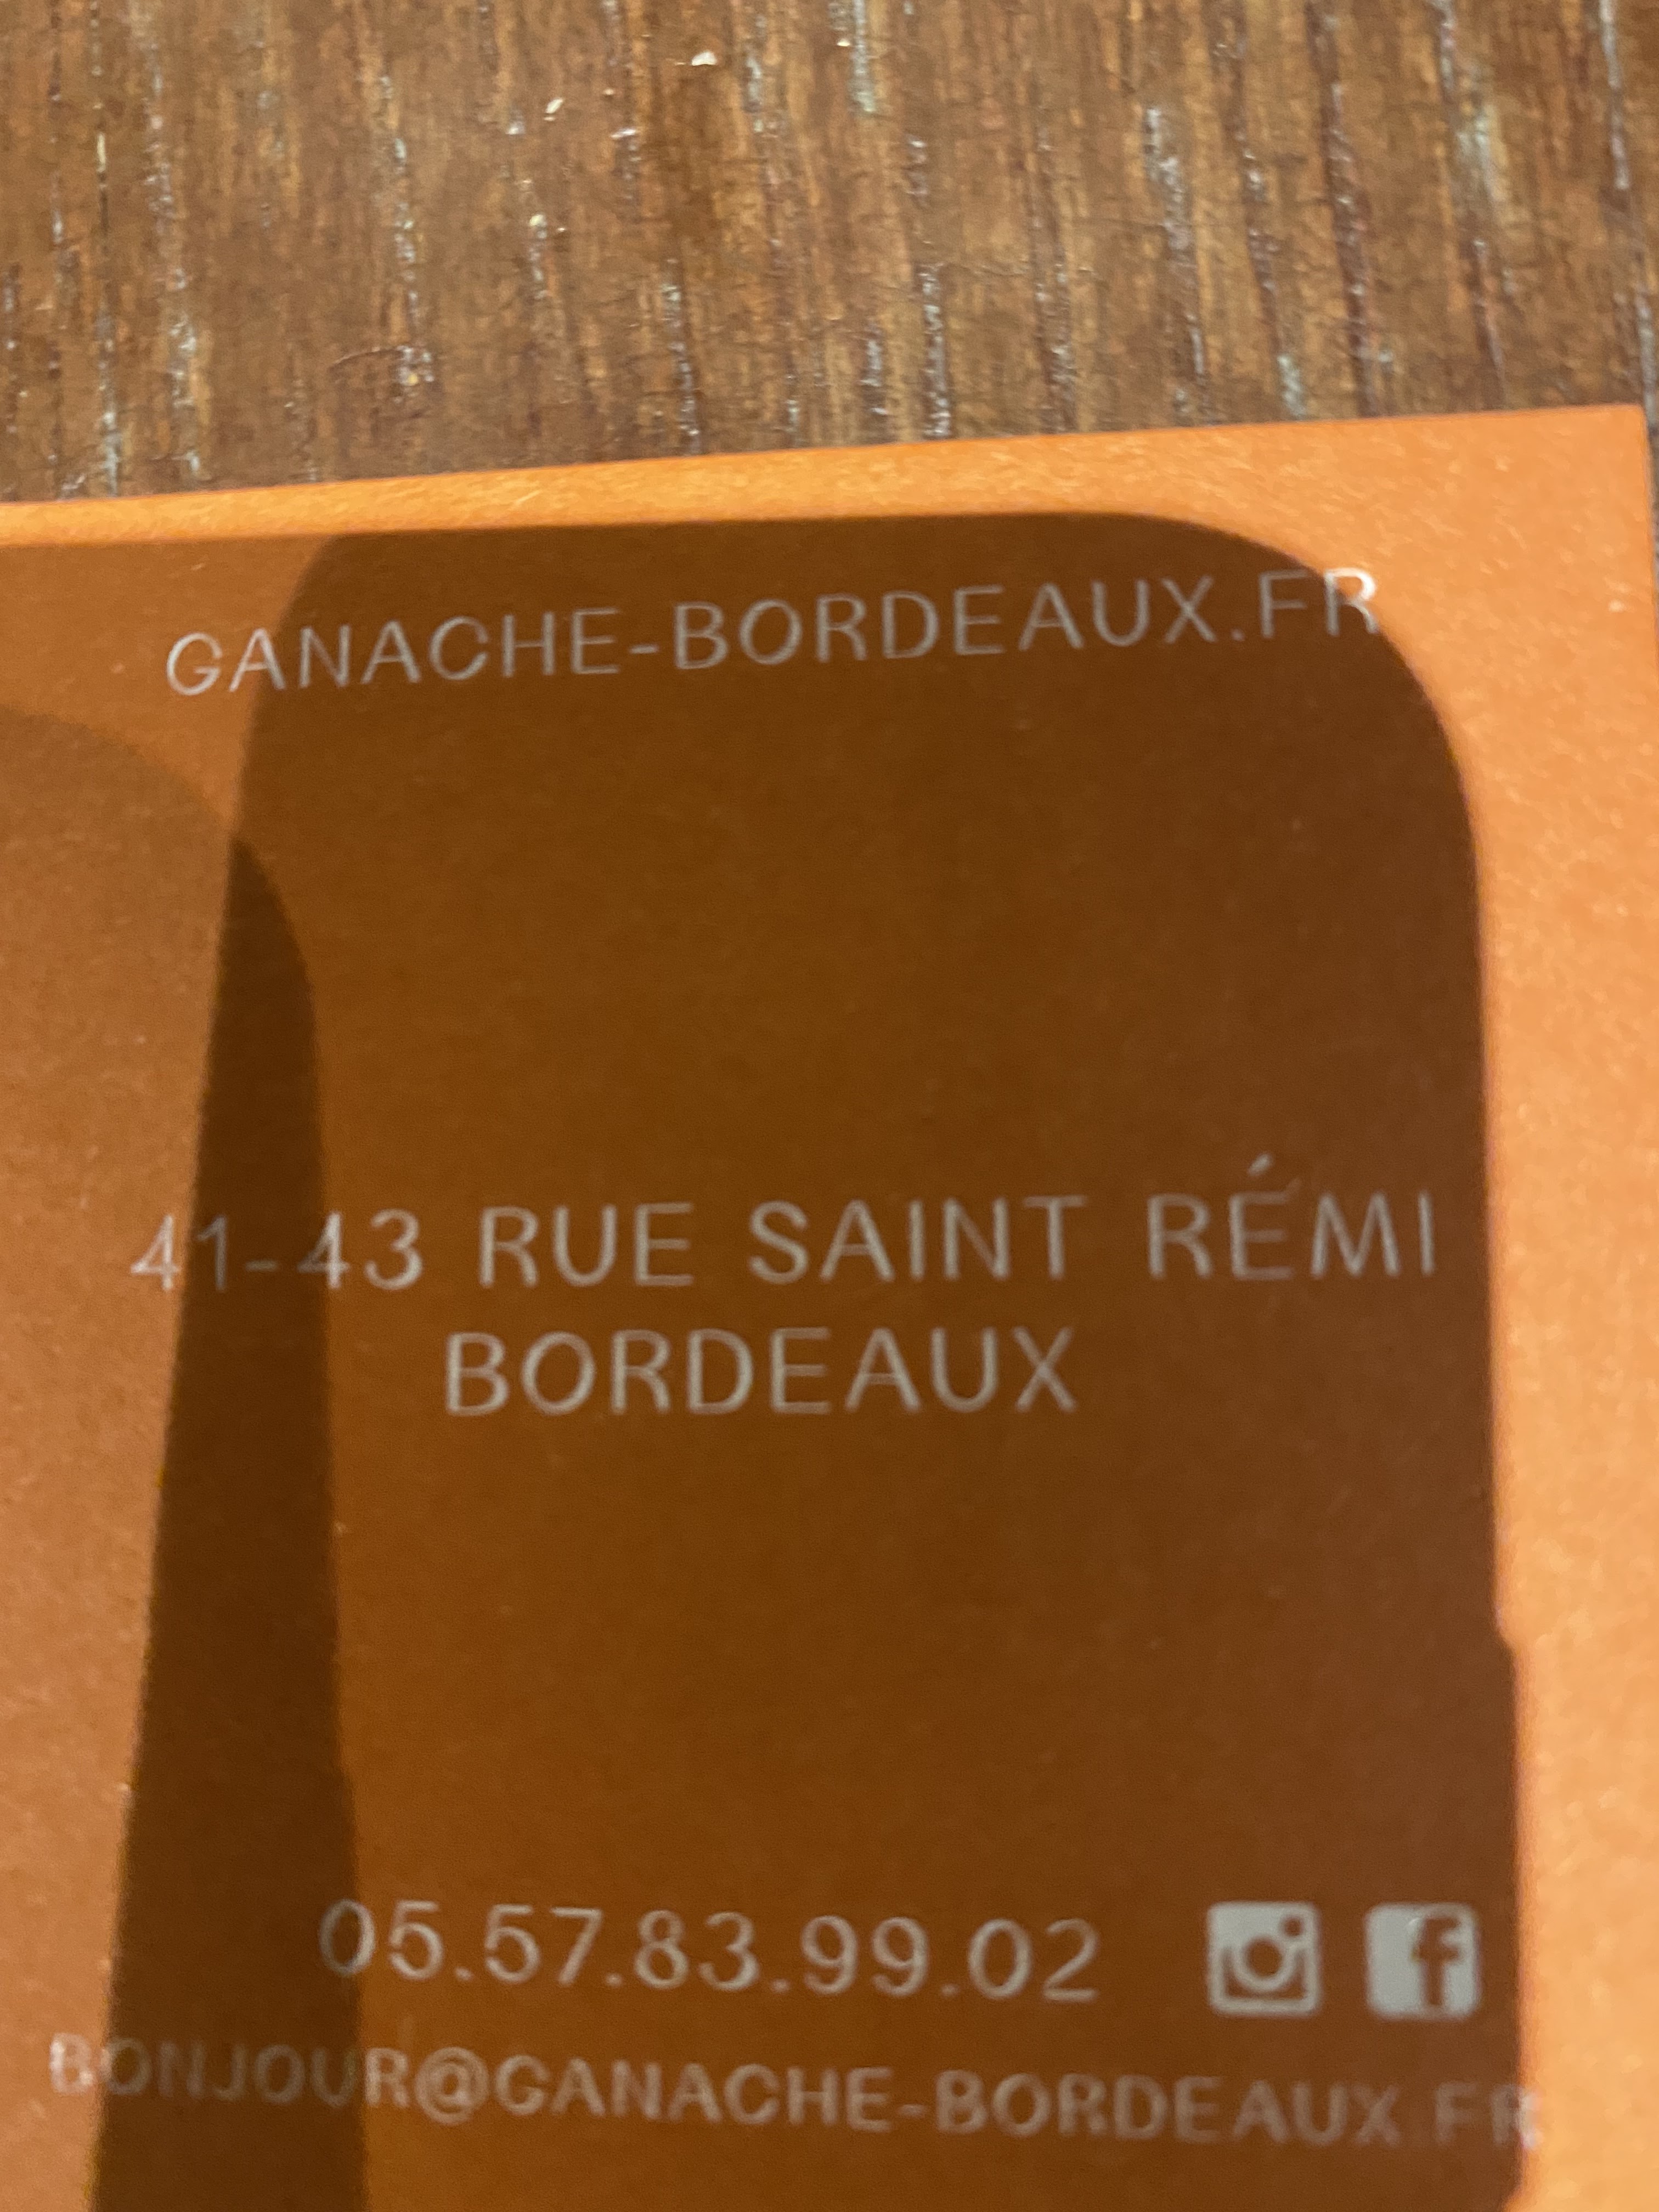 GANACHE-BORDEAUX.FR
41-43 RUE SAINT RÉMI
BORDEAUX
05.57.83.99.02
BONJOUR@GANACHE-BORDEAUX.FR